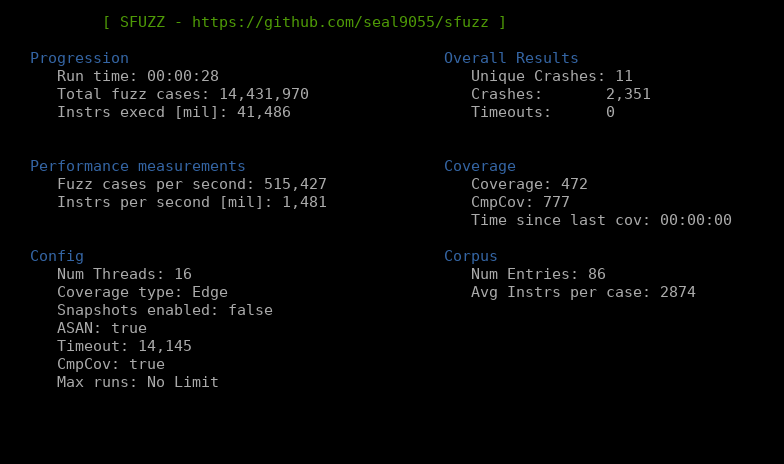 [ SFUZZ - https://github.com/seal9055/sfuzz ]
Progression
Run time: 00:00:28
Total fuzz cases: 14,431,970
Instrs execd [mil]: 41,486
Overall Results
Unique Crashes: 11
Crashes: 2,351
Timeouts: 0
Performance measurements
Fuzz cases per second: 515,427
Instrs per second [mil]: 1,481
Coverage
Coverage: 472
CmpCov: 777
Time since last cov: 00:00:00
Config
Num Threads: 16
Coverage type: Edge
Snapshots enabled: false
ASAN: true
Timeout: 14,145
CmpCov: true
Max runs: No Limit
Corpus
Num Entries: 86
Avg Instrs per case: 2874